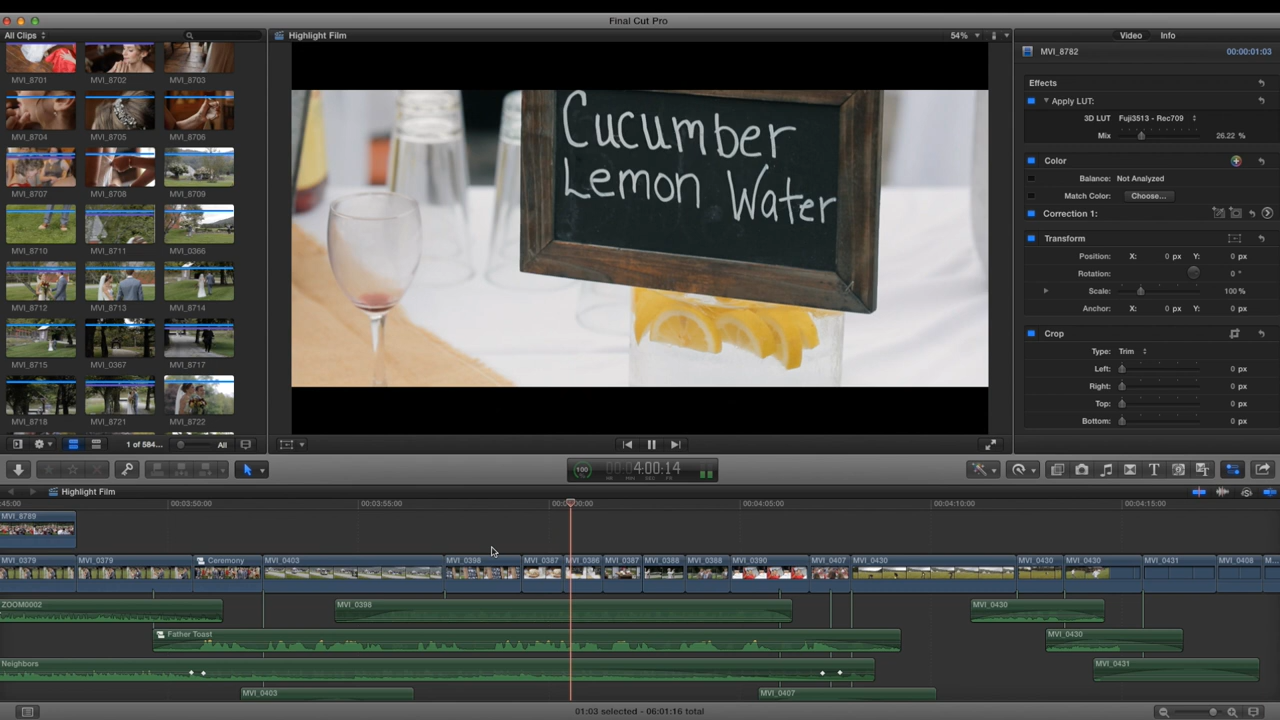 Final Cut Pro
All Clips
Highlight Film
54%
Video
Info
MVI_8701
MVI_8702
MVI_8703
MVI_8782
00:00:01:03
Effects
Apply LUT:
3D LUT
Fuji3513 - Rec709
Mix
26.22 %
MVI_8704
MVI_8705
MVI_8706
Cucumber
Lemon Water
Color
Balance:
Not Analyzed
Match Color:
Choose...
MVI_8707
MVI_8708
MVI_8709
Correction 1:
Transform
MVI_8710
MVI_8711
MVI_0366
Position:
X:
0 px
Y:
0 px
Rotation:
0 °
Scale:
100 %
Anchor:
X:
0 px
Y:
0 px
MVI_8712
MVI_8713
MVI_8714
Crop
Type:
Trim
Left:
0 px
MVI_8715
MVI_0367
MVI_8717
Right:
0 px
Top:
0 px
Bottom:
0 px
MVI_8718
MVI_8721
MVI_8722
1 of 584...
All
100
4:00:14
HR
MIN
SEC
FR
Highlight Film
:45:00
00:03:50:00
00:03:55:00
00:04:05:00
00:04:10:00
00:04:15:00
MVI_8789
MVI_0379
MVI_0379
Ceremony
MVI_0403
MVI_0398
MVI_0387
MVI_0386
MVI_0387
MVI_0388
MVI_0388
MVI_0390
MVI_0407
MVI_0430
MVI_0430
MVI_0430
MVI_0431
MVI_0408
M...
ZOOM0002
MVI_0398
MVI_0430
Father Toast
MVI_0430
Neighbors
MVI_0431
MVI_0403
MVI_0407
01:03 selected - 06:01:16 total